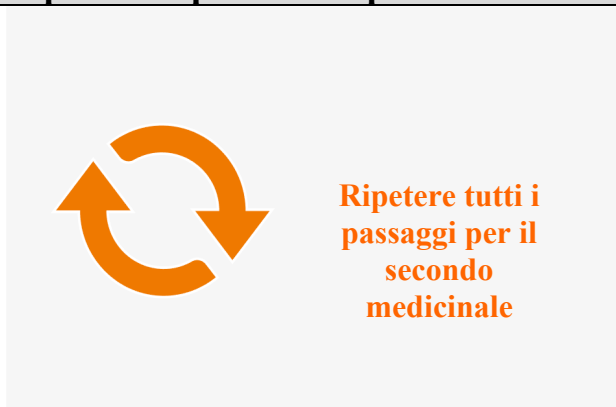 Ripetere tutti i
passaggi per il
secondo
medicinale